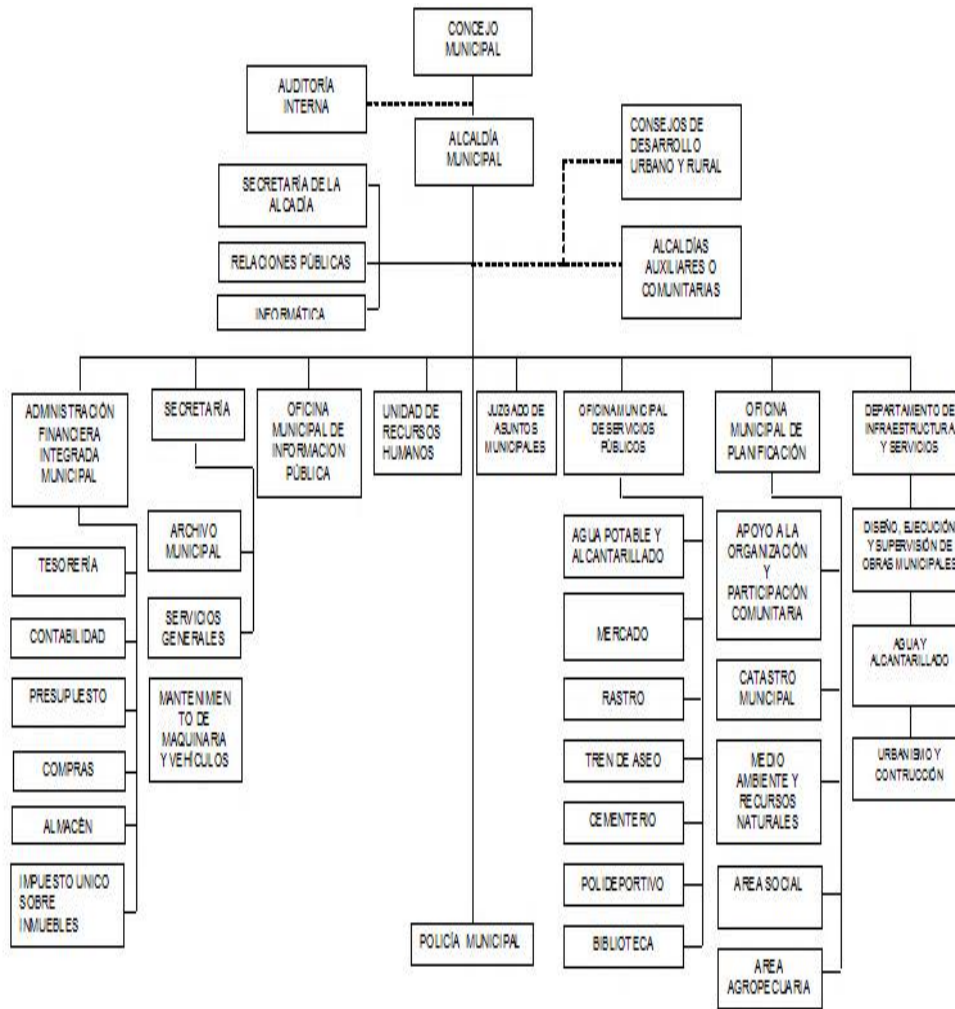 CONCEJO
MUNICIPAL
AUDITORÍA
INTERNA
ALCALDÍA
MUNICIPAL
CONSEJOS DE
DESARROLLO
URBANO Y RURAL
SECRETARÍA DE LA
ALCADÍA
RELACIONES PÚBLICAS
INFORMÁTICA
ALCALDÍAS
AUXILIARES O
COMUNITARIAS
ADMINISTRACIÓN
FINANCIERA
INTEGRADA
MUNICIPAL
TESORERÍA
CONTABILIDAD
PRESUPUESTO
COMPRAS
ALMACÉN
IMPUESTO UNICO
SOBRE
INMUEBLES
SECRETARÍA
ARCHIVO
MUNICIPAL
SERVICIOS
GENERALES
MANTENIMIEN
TO DE
MAQUINARIA
Y VEHÍCULOS
OFICINA
MUNICIPAL DE
INFORMACION
PÚBLICA
UNIDAD DE
RECURSOS
HUMANOS
JUZGADO DE
ASUNTOS
MUNICIPALES
OFICINA MUNICIPAL
DE SERVICIOS
PÚBLICOS
AGUA POTABLE Y
ALCANTARILLADO
MERCADO
RASTRO
TREN DE ASEO
CEMENTERIO
POLIDEPORTIVO
BIBLIOTECA
OFICINA
MUNICIPAL DE
PLANIFICACIÓN
APOYO A LA
ORGANIZACIÓN
Y
PARTICIPACIÓN
COMUNITARIA
CATASTRO
MUNICIPAL
MEDIO
AMBIENTE Y
RECURSOS
NATURALES
AREA SOCIAL
AREA
AGROPECUARIA
DEPARTAMENTO DE
INFRAESTRUCTURA
Y SERVICIOS
DISEÑO, EJECUCIÓN
Y SUPERVISIÓN DE
OBRAS MUNICIPALES
AGUA Y
ALCANTARILLADO
URBANISMO Y
CONTRUCCIÓN
POLICÍA MUNICIPAL